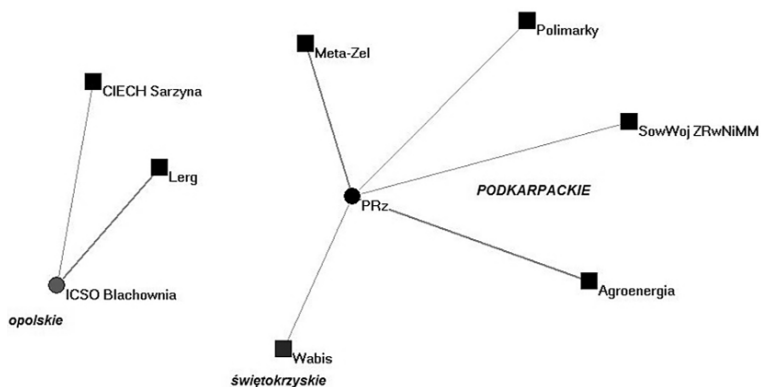 Polimarky
Meta-Zel
CIECH Sarzyna
SowWoj ZRwNiMM
Lerg
PODKARPACKIE
PRz
ICSO Blachownia
Agroenergia
opolskie
Wabis
świętokrzyskie